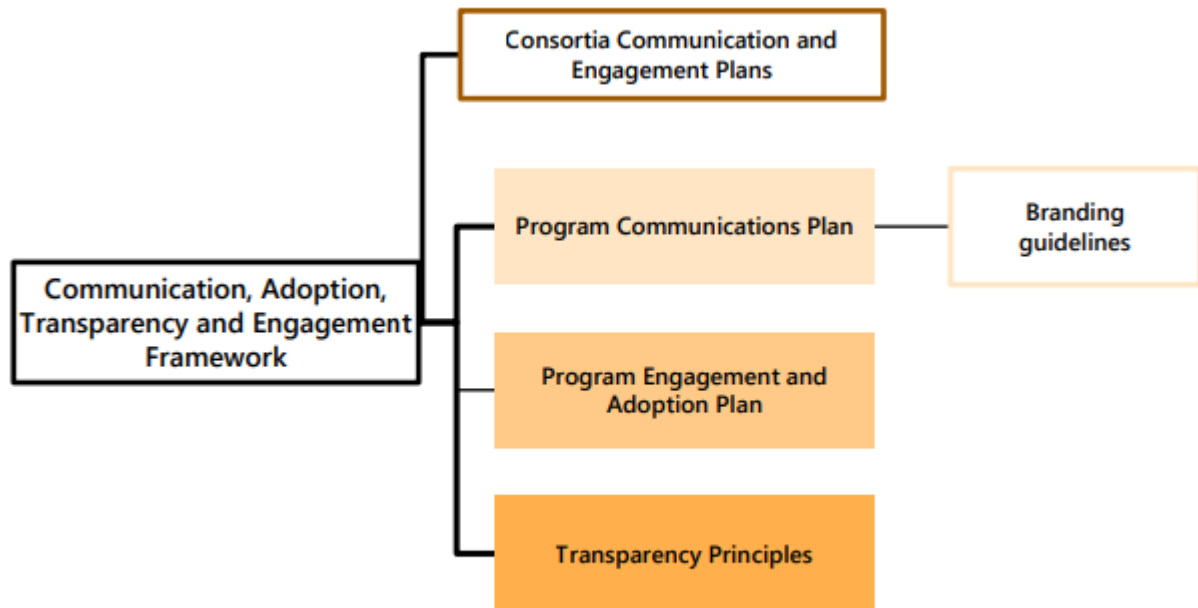 Consortia Communication and
Engagement Plans
Program Communications Plan
Branding
guidelines
Communication, Adoption,
Transparency and Engagement
Framework
Program Engagement and
Adoption Plan
Transparency Principles